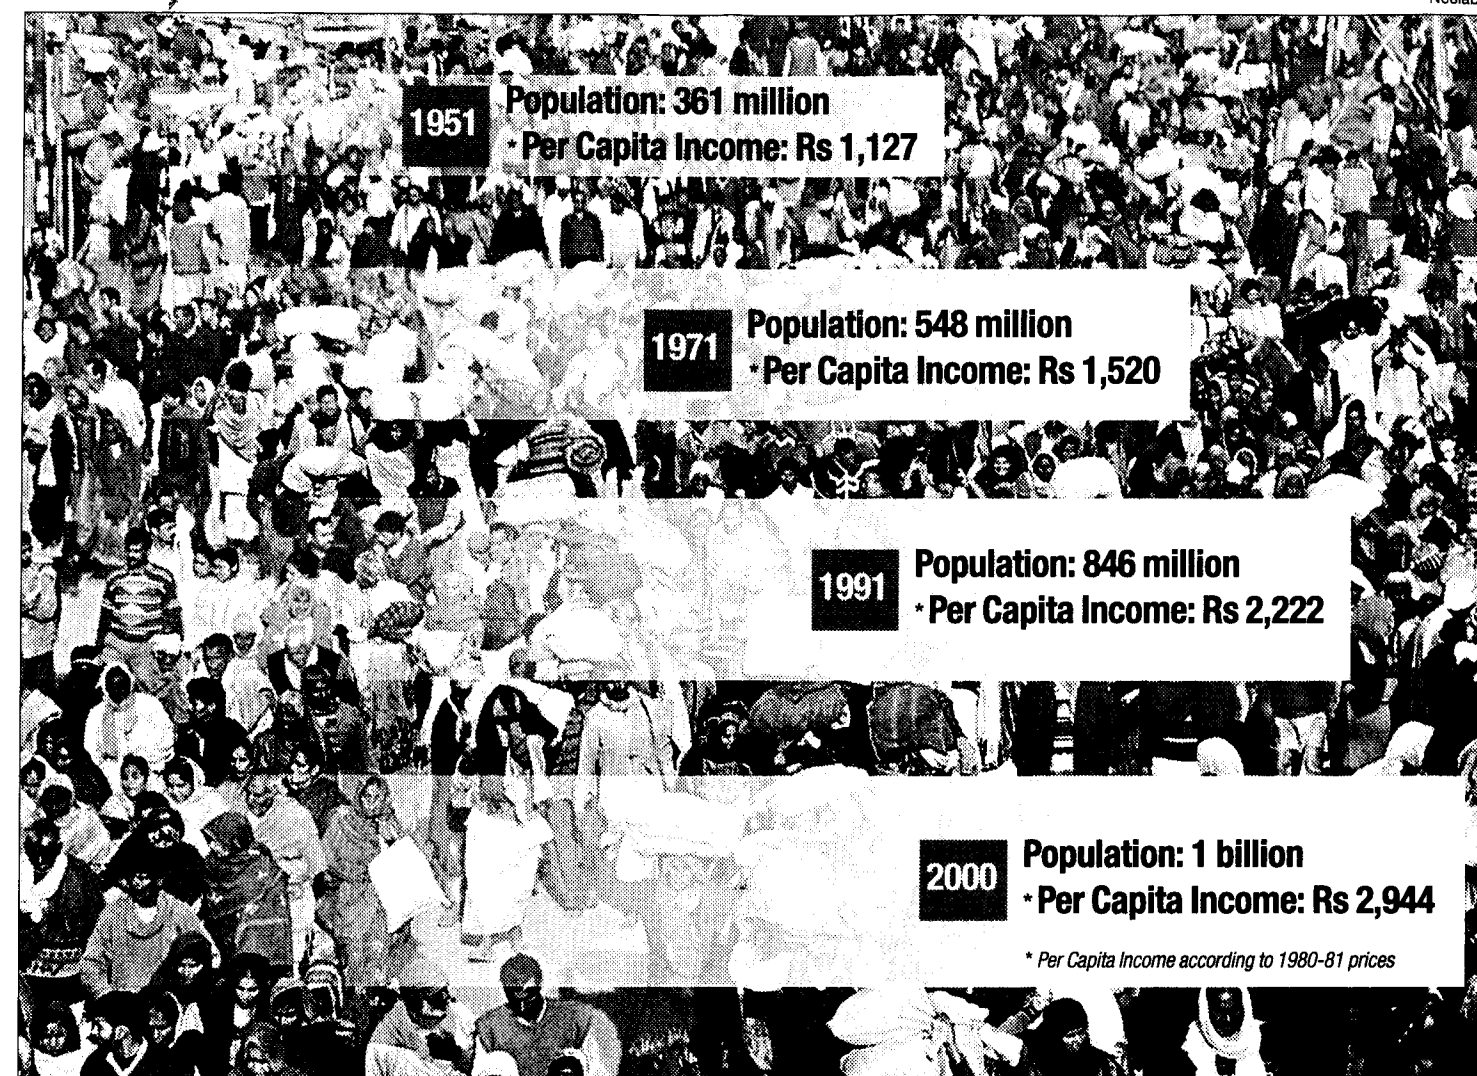 1951
Population: 361 million
* Per Capita Income: Rs 1,127
1971
Population: 548 million
* Per Capita Income: Rs 1,520
1991
Population: 846 million
* Per Capita Income: Rs 2,222
2000
Population: 1 billion
* Per Capita Income: Rs 2,944
* Per Capita Income according to 1980-81 prices